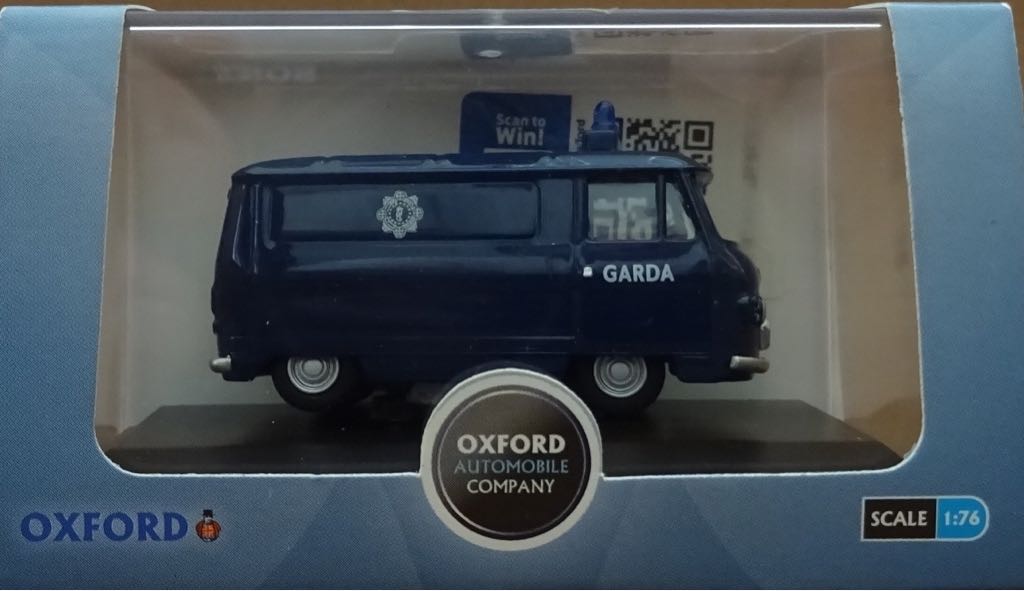 Scan to
Win!
GARDA
OXFORD
AUTOMOBILE
COMPANY
OXFORD
SCALE 1:76